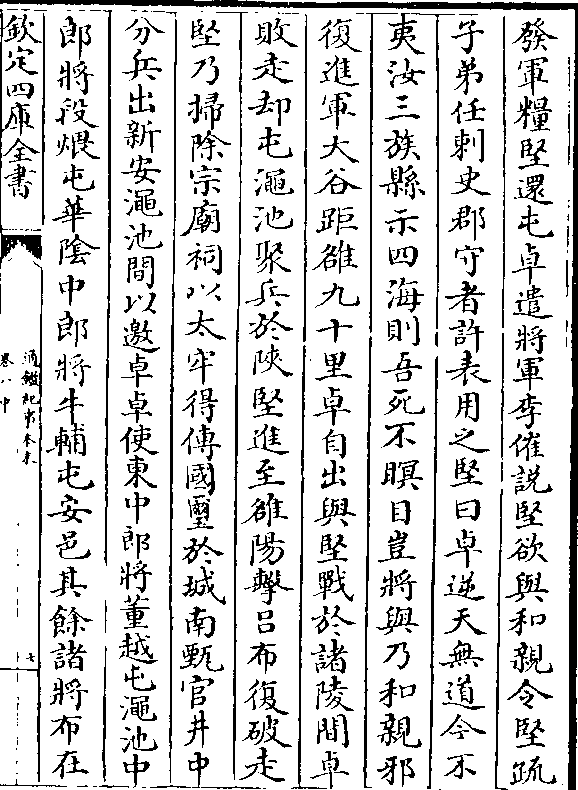 發軍糧堅還屯卓遣將軍李傕説堅欲與和親令堅疏
子弟任刺史郡守者許表用之堅曰卓逆天無道今不
夷汝三族縣示四海則吾死不瞑目豈將與乃和親邪
復進軍大谷距雒九十里卓自出與堅戰於諸陵間卓
敗走却屯澠池聚兵於陜堅進至雒陽擊吕布復破走
堅乃掃除宗廟祠以太牢得傳國璽於城南甄官井中
分兵出新安澠池間以邀卓卓使東中郎將董越屯澠池中
郎將段煨屯華陰中郎將牛輔屯安邑其餘諸將布在
欽定四庫全書
通鑑紀事本末
卷八中
七